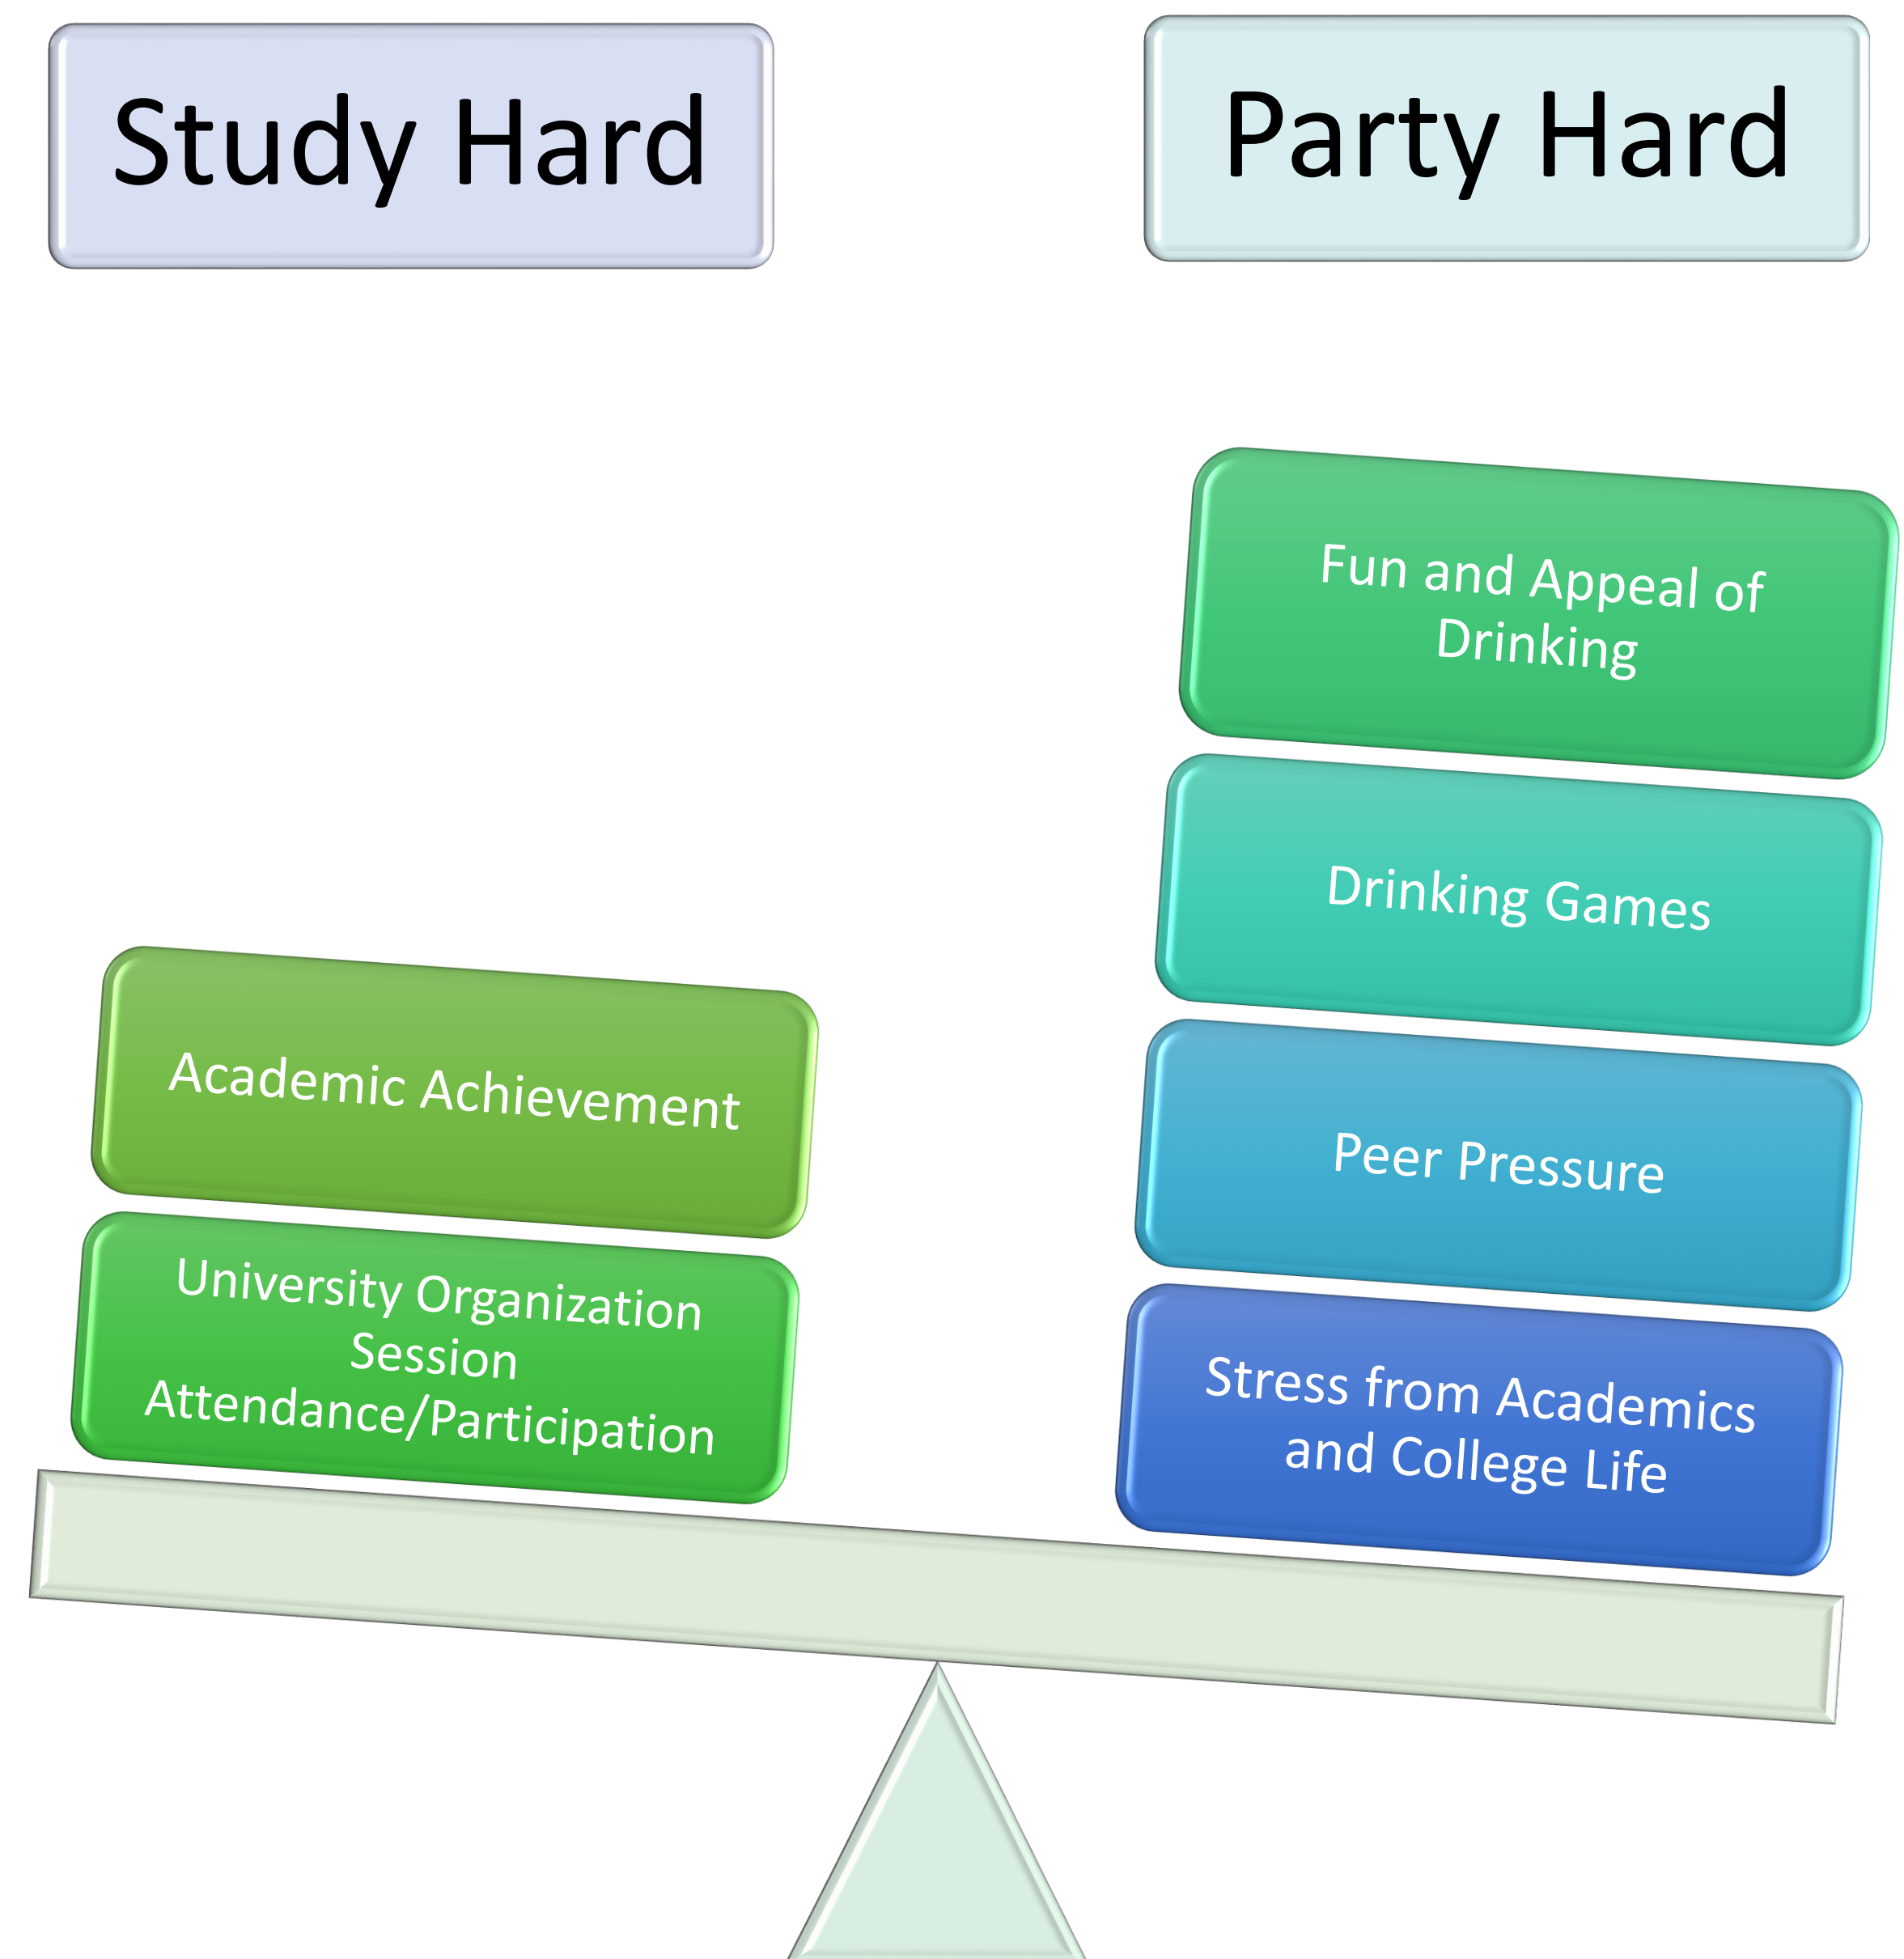 Study Hard
Party Hard
Fun and Appeal of
Drinking
Drinking Games
Peer Pressure
Stress from Academics
and College Life
Academic Achievement
University Organization
Session
Attendance/Participation